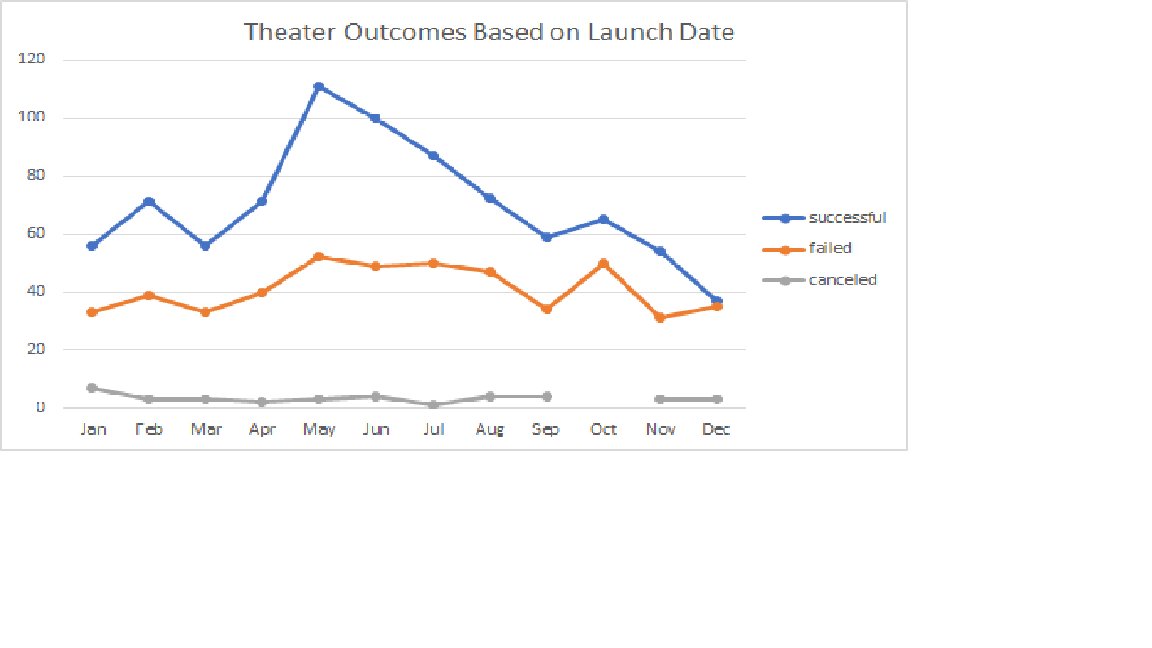 Theater Outcomes Based on Launch Date
120
100
80
60
40
20
0
Jan Feb Mar Apr May Jun Jul Aug Sep Oct Nov Dec
successful
failed
canceled